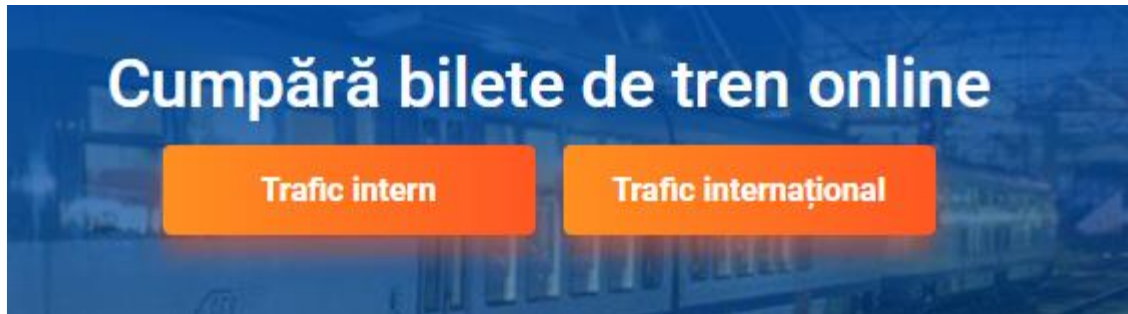 Cumpără bilete de tren online
Trafic intern
Trafic internațional